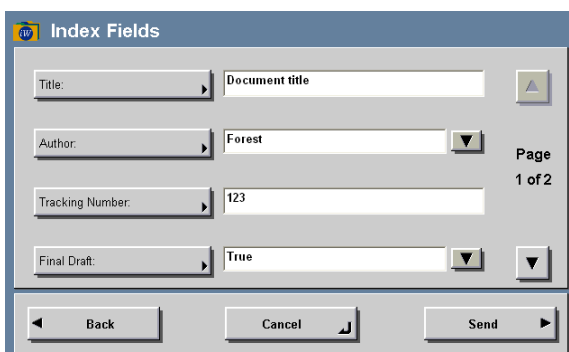 iW Index Fields
Title: Document title
Author: Forest
Page
1 of 2
Tracking Number: 123
Final Draft: True
Back Cancel Send